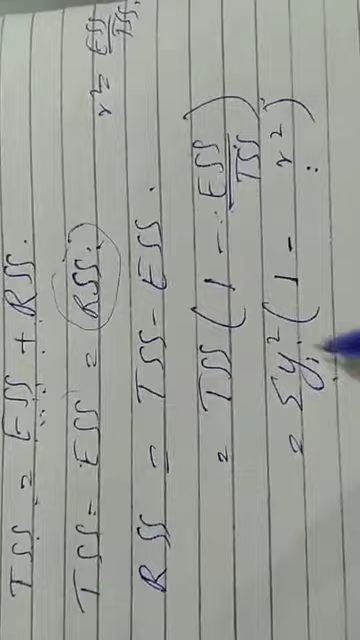 TSS = ESS + RSS.
TSS = ESS = RSS.
r² = ESS/TSS.
RSS = TSS - ESS.
= TSS (1 - ESS/TSS)
= Σyᵢ² (1 - r²)